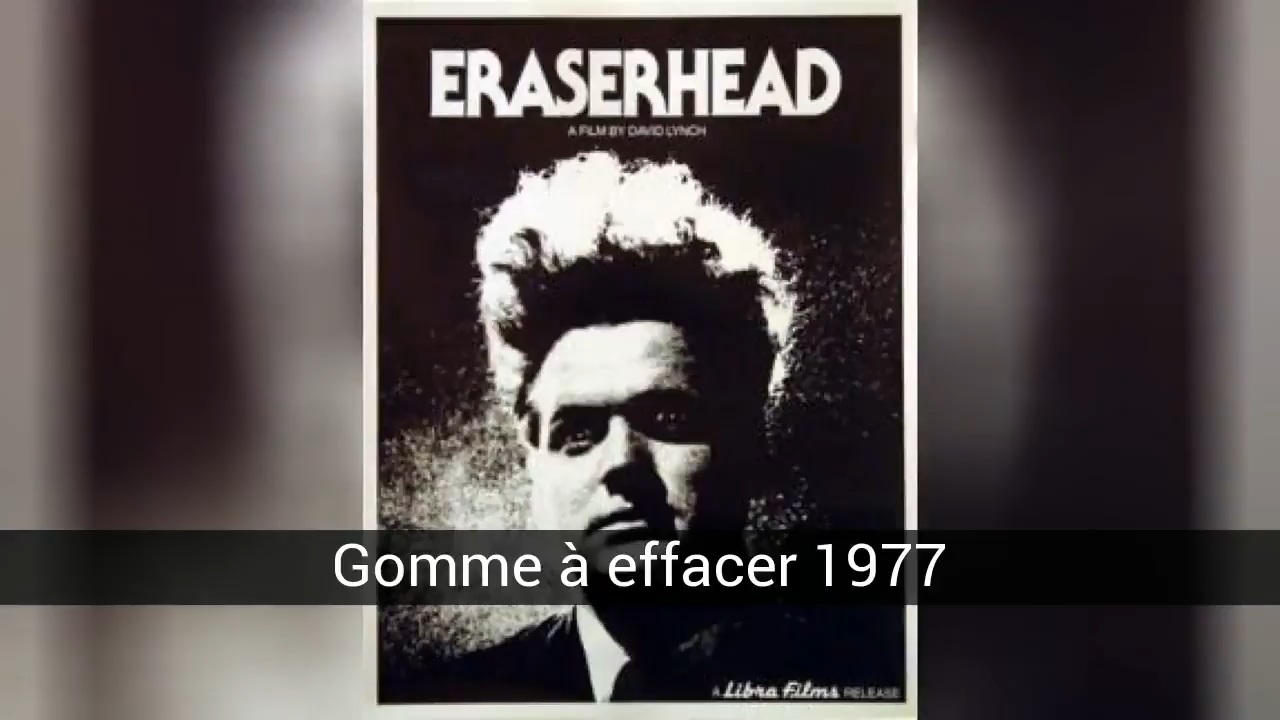 ERASERHEAD
A FILM BY DAVID LYNCH
Gomme à effacer 1977
A Libra Films RELEASE